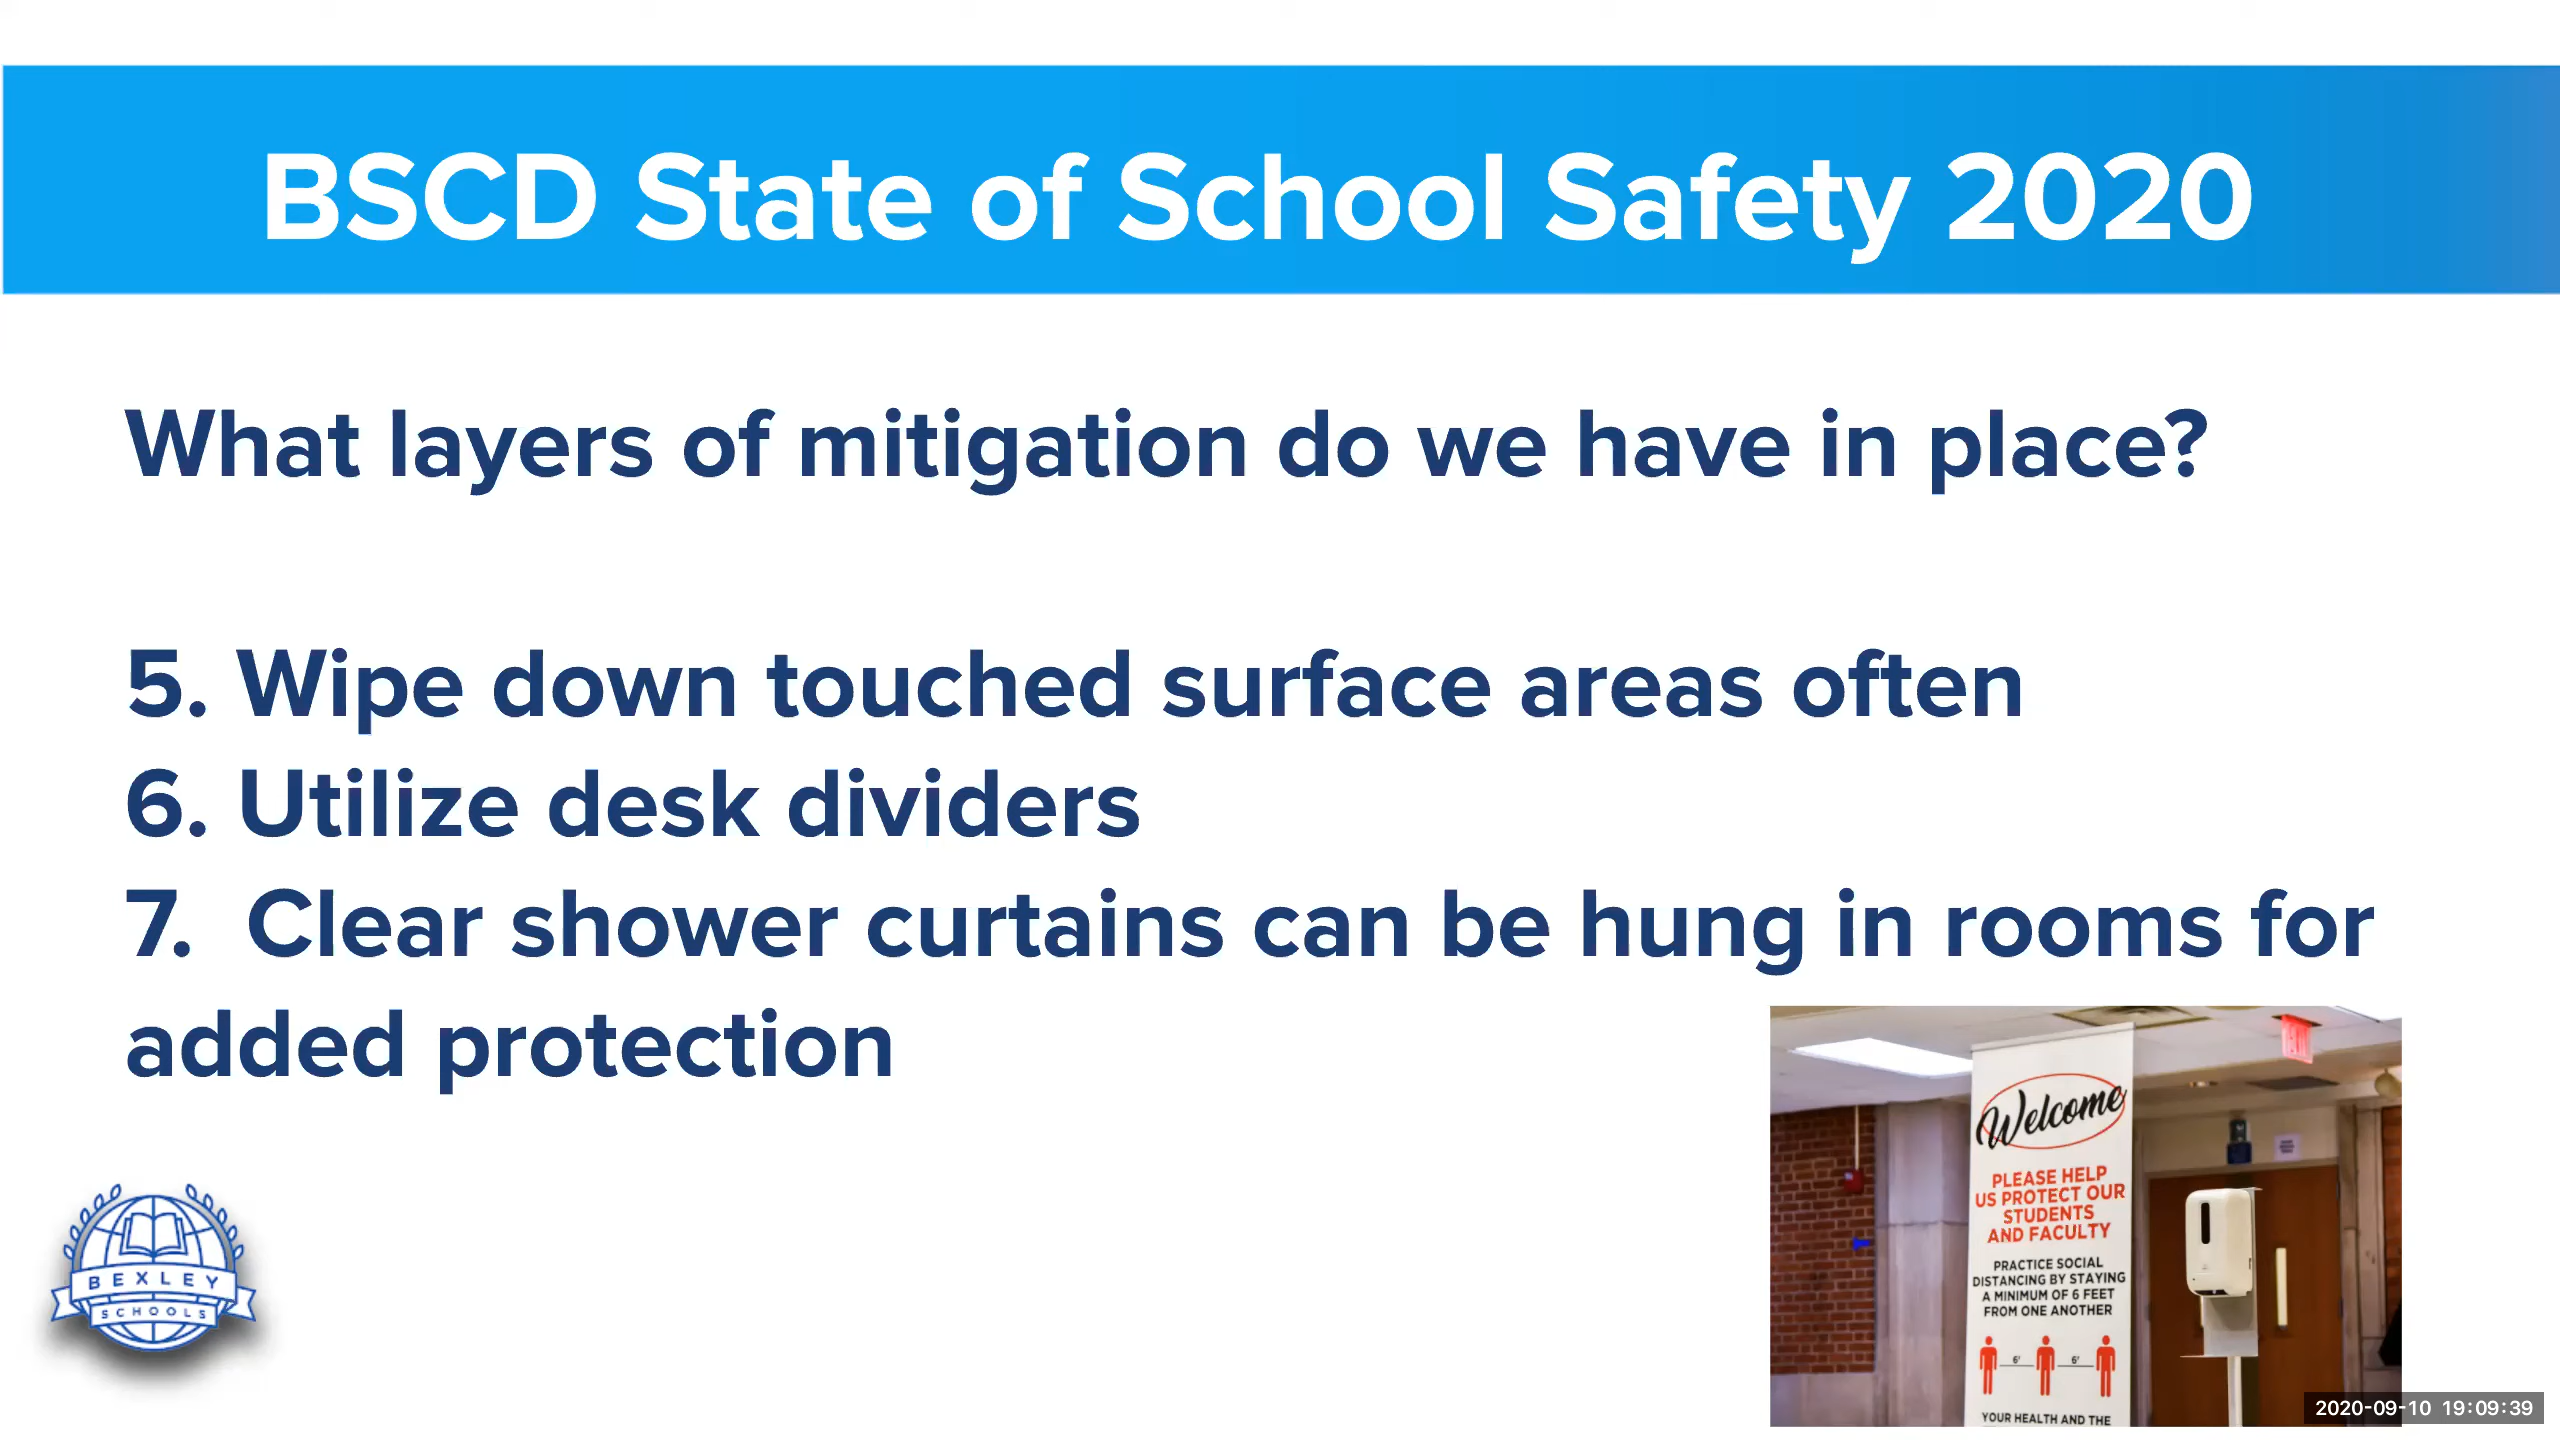 BSCD State of School Safety 2020
What layers of mitigation do we have in place?
5. Wipe down touched surface areas often
6. Utilize desk dividers
7.  Clear shower curtains can be hung in rooms for
added protection
BEXLEY
SCHOOLS
Welcome
PLEASE HELP
US PROTECT OUR
STUDENTS
AND FACULTY
PRACTICE SOCIAL
DISTANCING BY STAYING
A MINIMUM OF 6 FEET
FROM ONE ANOTHER
6' 6'
YOUR HEALTH AND THE
EXIT
2020-09-10 19:09:39